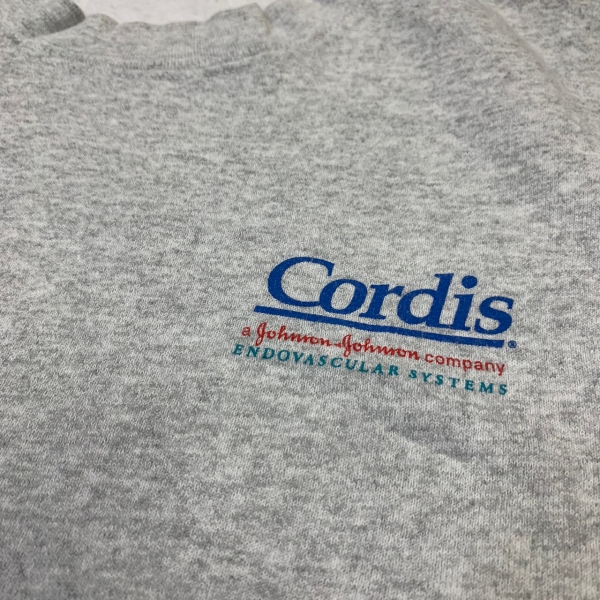 Cordis®
a Johnson & Johnson company
ENDOVASCULAR SYSTEMS